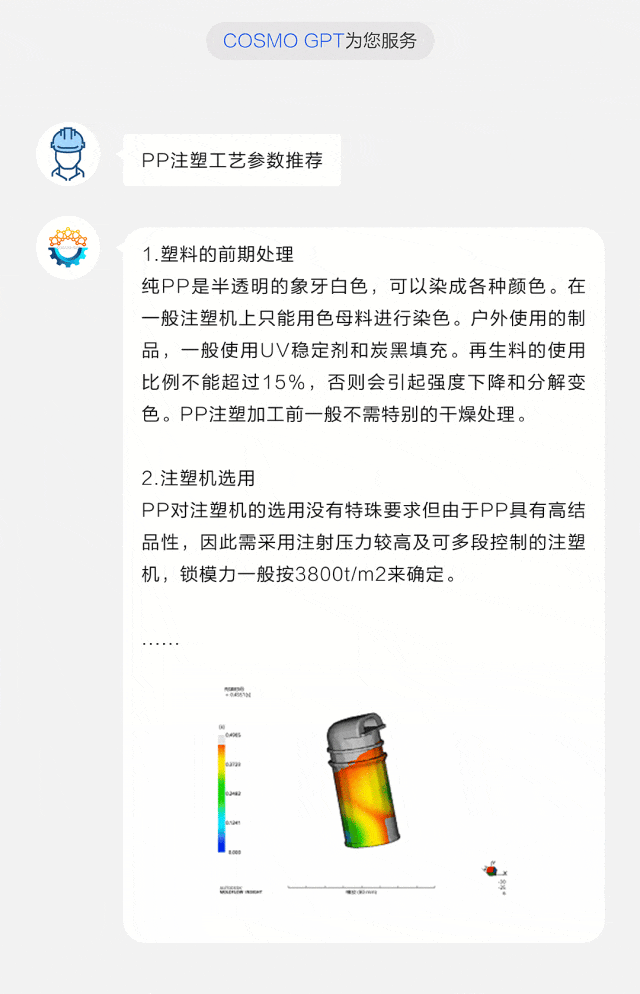 COSMO GPT为您服务
PP注塑工艺参数推荐
1.塑料的前期处理
纯PP是半透明的象牙白色，可以染成各种颜色。在
一般注塑机上只能用色母料进行染色。户外使用的制
品，一般使用UV稳定剂和炭黑填充。再生料的使用
比例不能超过15%，否则会引起强度下降和分解变
色。PP注塑加工前一般不需特别的干燥处理。
2.注塑机选用
PP对注塑机的选用没有特珠要求但由于PP具有高结
品性，因此需采用注射压力较高及可多段控制的注塑
机，锁模力一般按3800t/m2来确定。
......
[s]
0.4965
0.3723
0.2482
0.1241
0.000
AUTODESK
MOLDFLOW INSIGHT
Y
X